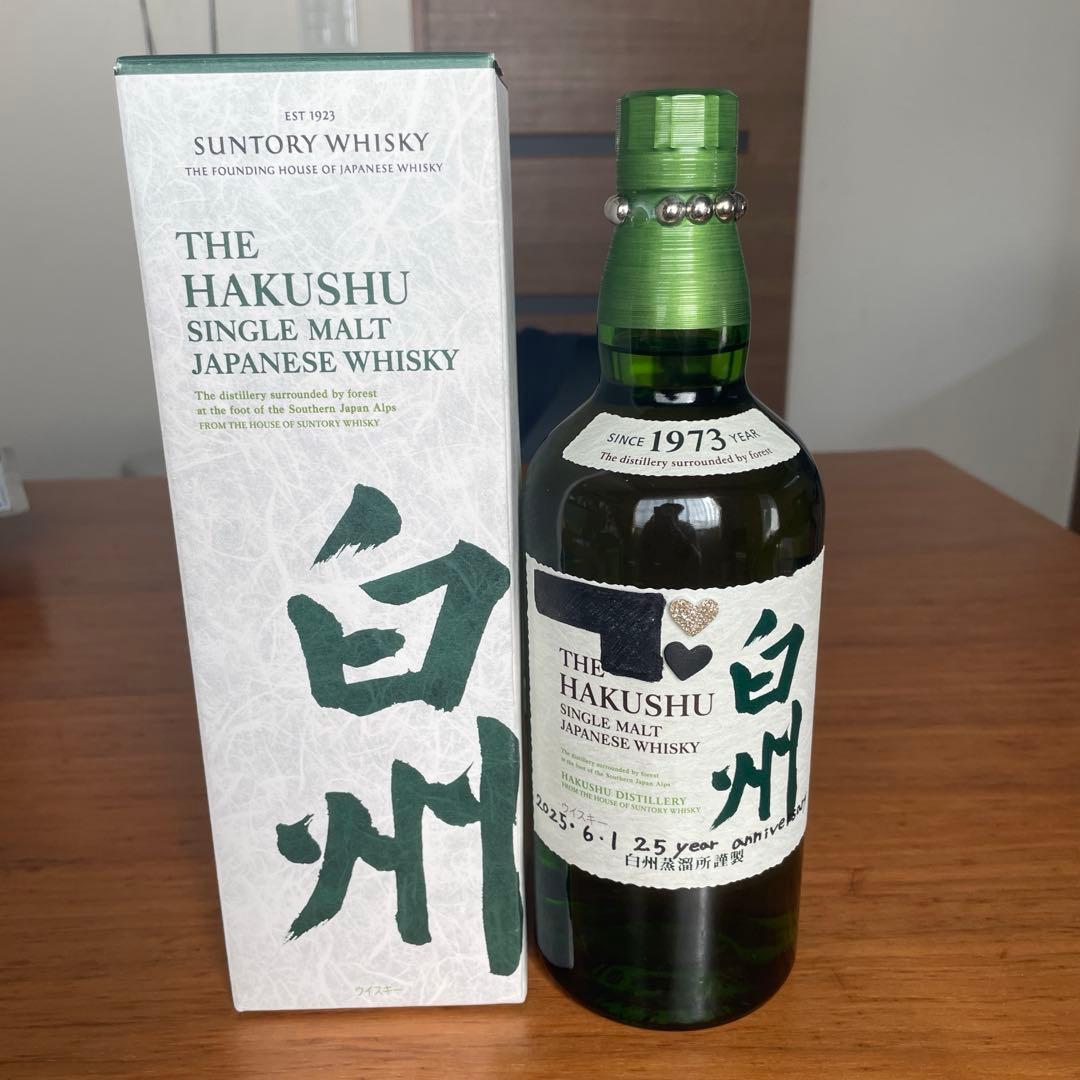 EST 1923
SUNTORY WHISKY
THE FOUNDING HOUSE OF JAPANESE WHISKY
THE
HAKUSHU
SINGLE MALT
JAPANESE WHISKY
The distillery surrounded by forest
at the foot of the Southern Japan Alps
FROM THE HOUSE OF SUNTORY WHISKY
白州
ウイスキー
SINCE 1973 YEAR
The distillery surrounded by forest
THE
HAKUSHU
SINGLE MALT
JAPANESE WHISKY
The distillery surrounded by forest
at the foot of the Southern Japan Alps
HAKUSHU DISTILLERY
FROM THE HOUSE OF SUNTORY WHISKY
白州
ウイスキー
2025.6.1 25 year anniversary
白州蒸溜所謹製